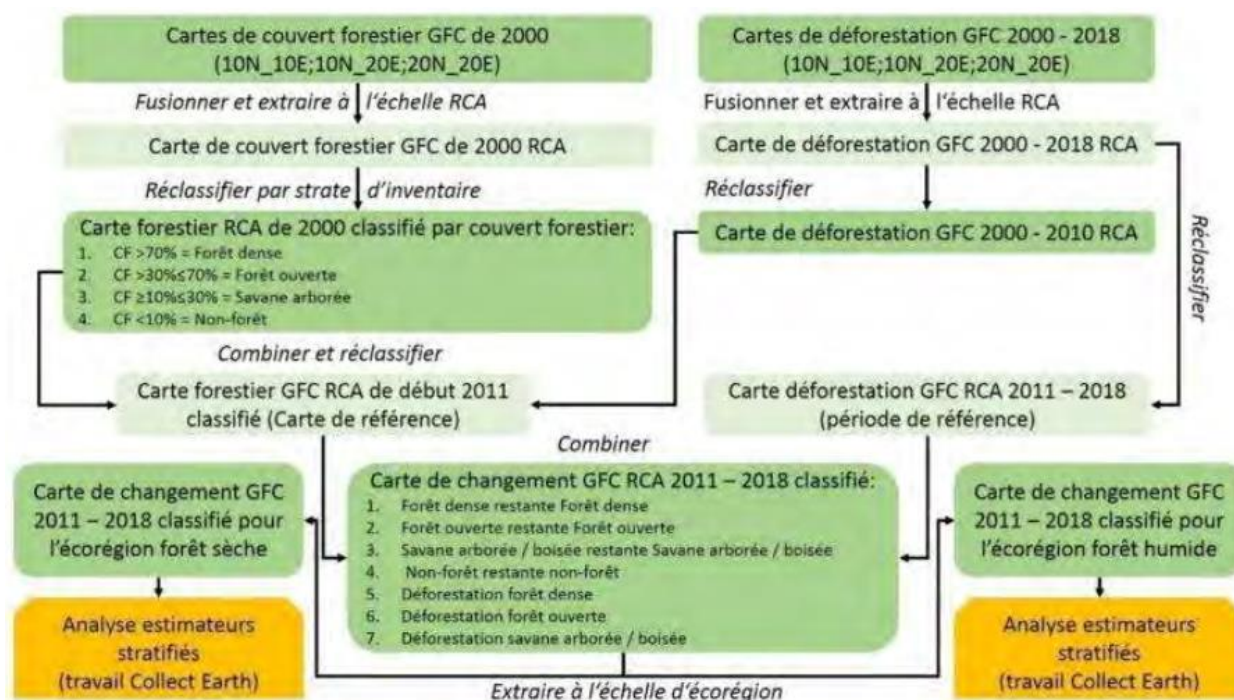 Cartes de couvert forestier GFC de 2000
(10N_10E;10N_20E;20N_20E)
Cartes de déforestation GFC 2000 - 2018
(10N_10E;10N_20E;20N_20E)
Fusionner et extraire à l'échelle RCA
Fusionner et extraire à l'échelle RCA
Carte de couvert forestier GFC de 2000 RCA
Carte de déforestation GFC 2000 - 2018 RCA
Réclassifier par strate d'inventaire
Réclassifier
Réclassifier
Carte forestier RCA de 2000 classifié par couvert forestier:
1. CF >70% = Forêt dense
2. CF >30%≤70% = Forêt ouverte
3. CF ≥10%≤30% = Savane arborée
4. CF <10% = Non-forêt
Carte de déforestation GFC 2000 - 2010 RCA
Combiner et réclassifier
Carte forestier GFC RCA de début 2011
classifié (Carte de référence)
Carte déforestation GFC RCA 2011 – 2018
(période de référence)
Combiner
Carte de changement GFC
2011 – 2018 classifié pour
l'écorégion forêt sèche
Carte de changement GFC RCA 2011 – 2018 classifié:
1. Forêt dense restante Forêt dense
2. Forêt ouverte restante Forêt ouverte
3. Savane arborée / boisée restante Savane arborée / boisée
4. Non-forêt restante non-forêt
5. Déforestation forêt dense
6. Déforestation forêt ouverte
7. Déforestation savane arborée / boisée
Carte de changement GFC
2011 – 2018 classifié pour
l'écorégion forêt humide
Analyse estimateurs
stratifiés
(travail Collect Earth)
Analyse estimateurs
stratifiés
(travail Collect Earth)
Extraire à l'échelle d'écorégion